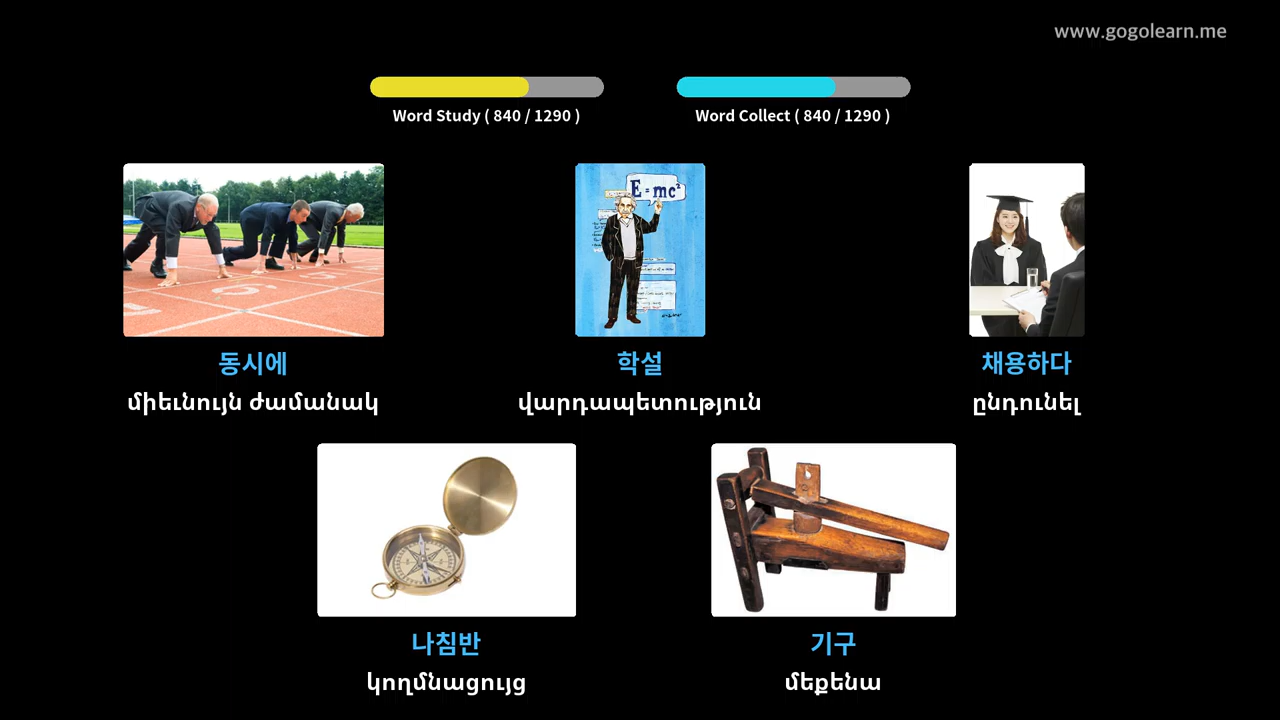 www.gogolearn.me
Word Study ( 840 / 1290 )
Word Collect ( 840 / 1290 )
E = mc²
동시에
միեւնույն ժամանակ
학설
վարդապետություն
채용하다
ընդունել
나침반
կողմնացույց
기구
մեքենա